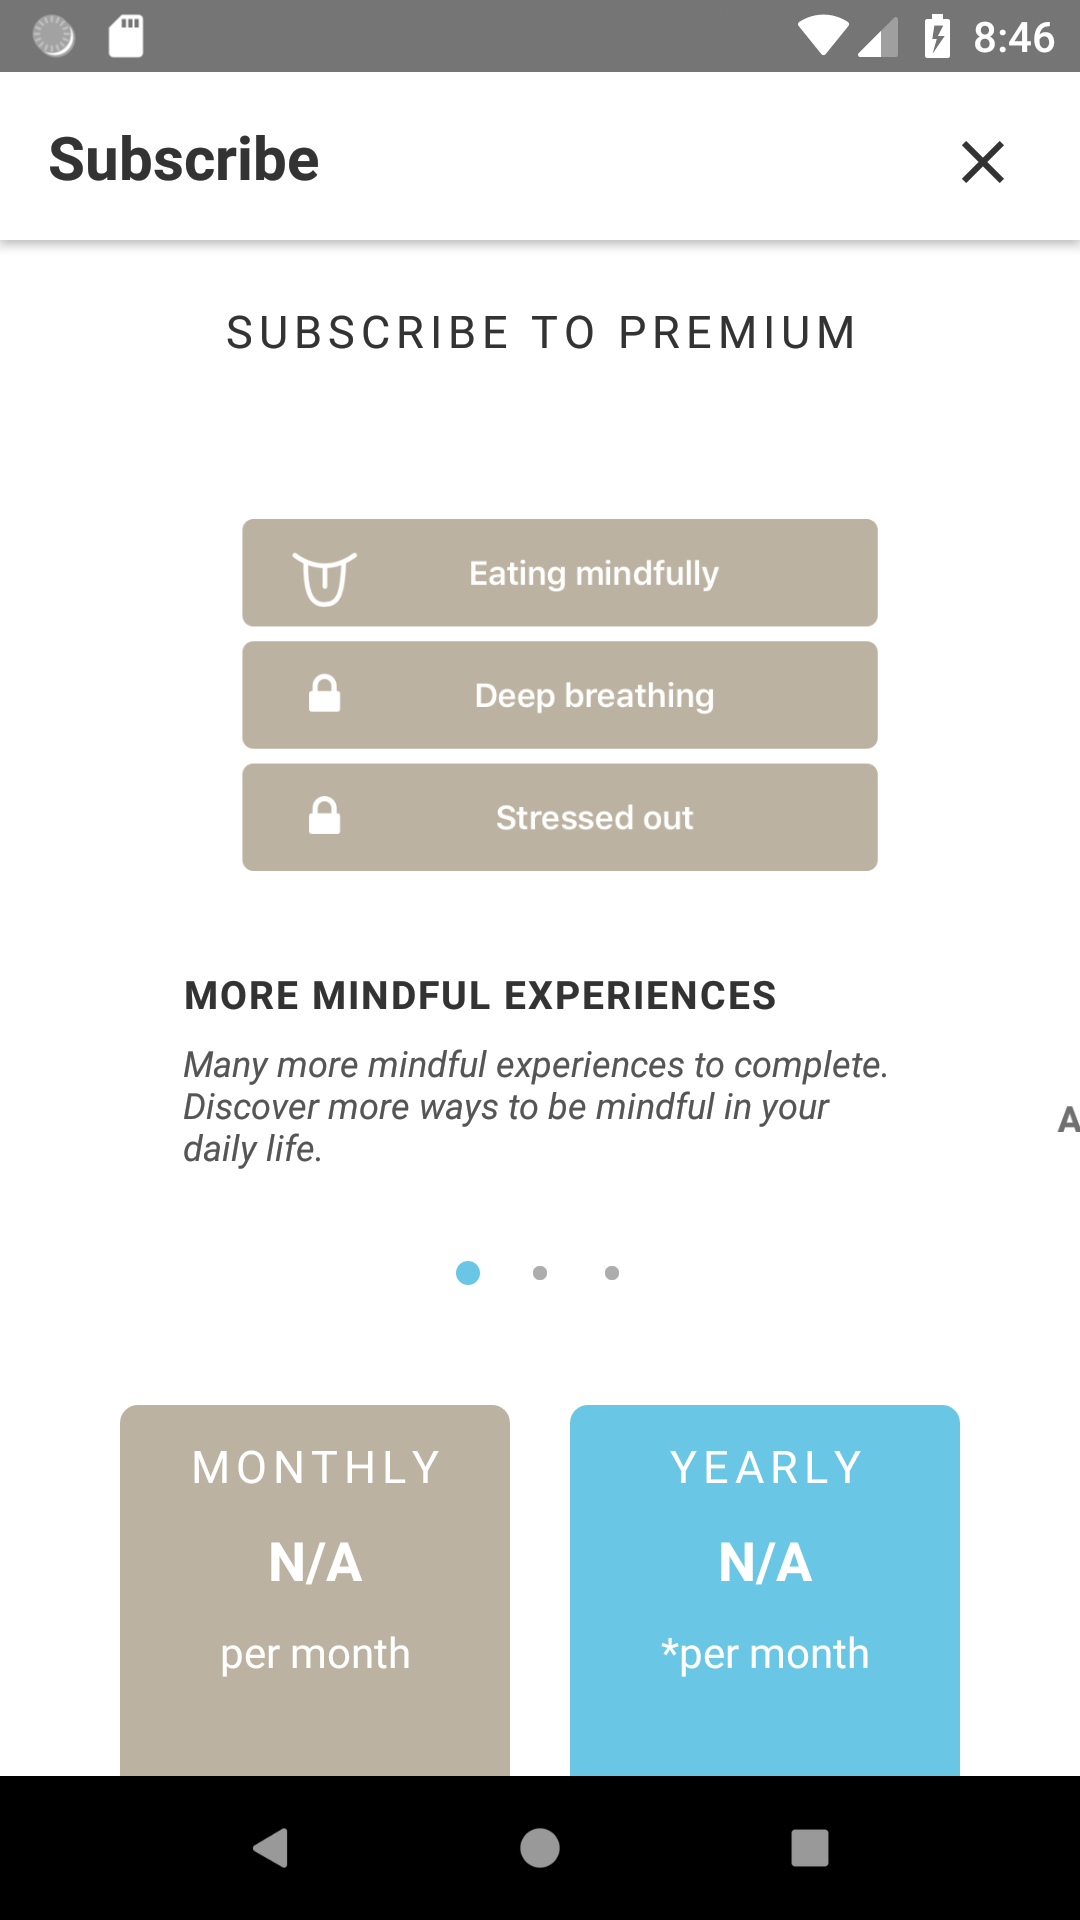 8:46
Subscribe
SUBSCRIBE TO PREMIUM
Eating mindfully
Deep breathing
Stressed out
MORE MINDFUL EXPERIENCES
Many more mindful experiences to complete.
Discover more ways to be mindful in your
daily life.
A
MONTHLY
N/A
per month
YEARLY
N/A
*per month